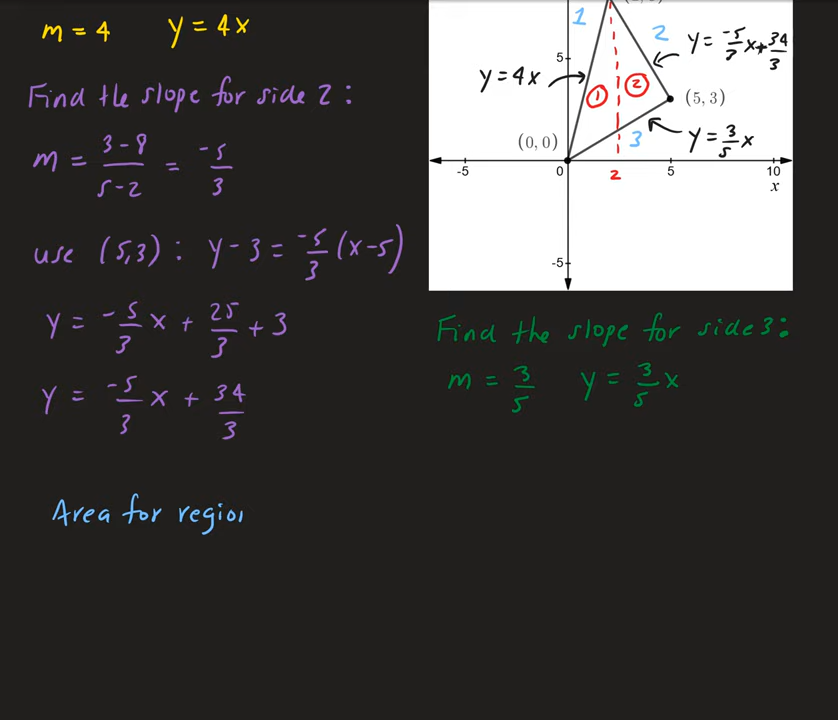 m = 4 y = 4x
Find the slope for side 2:
m = 3-8/5-2 = -5/3
use (5,3): y-3 = -5/3(x-5)
y = -5/3 x + 25/3 + 3
y = -5/3 x + 34/3
Area for region
1
2
y = -5/3 x + 34/3
5
y = 4x
1
2
(5, 3)
(0, 0)
3
y = 3/5 x
-5
0
2
5
10
x
-5
Find the slope for side 3:
m = 3/5 y = 3/5 x